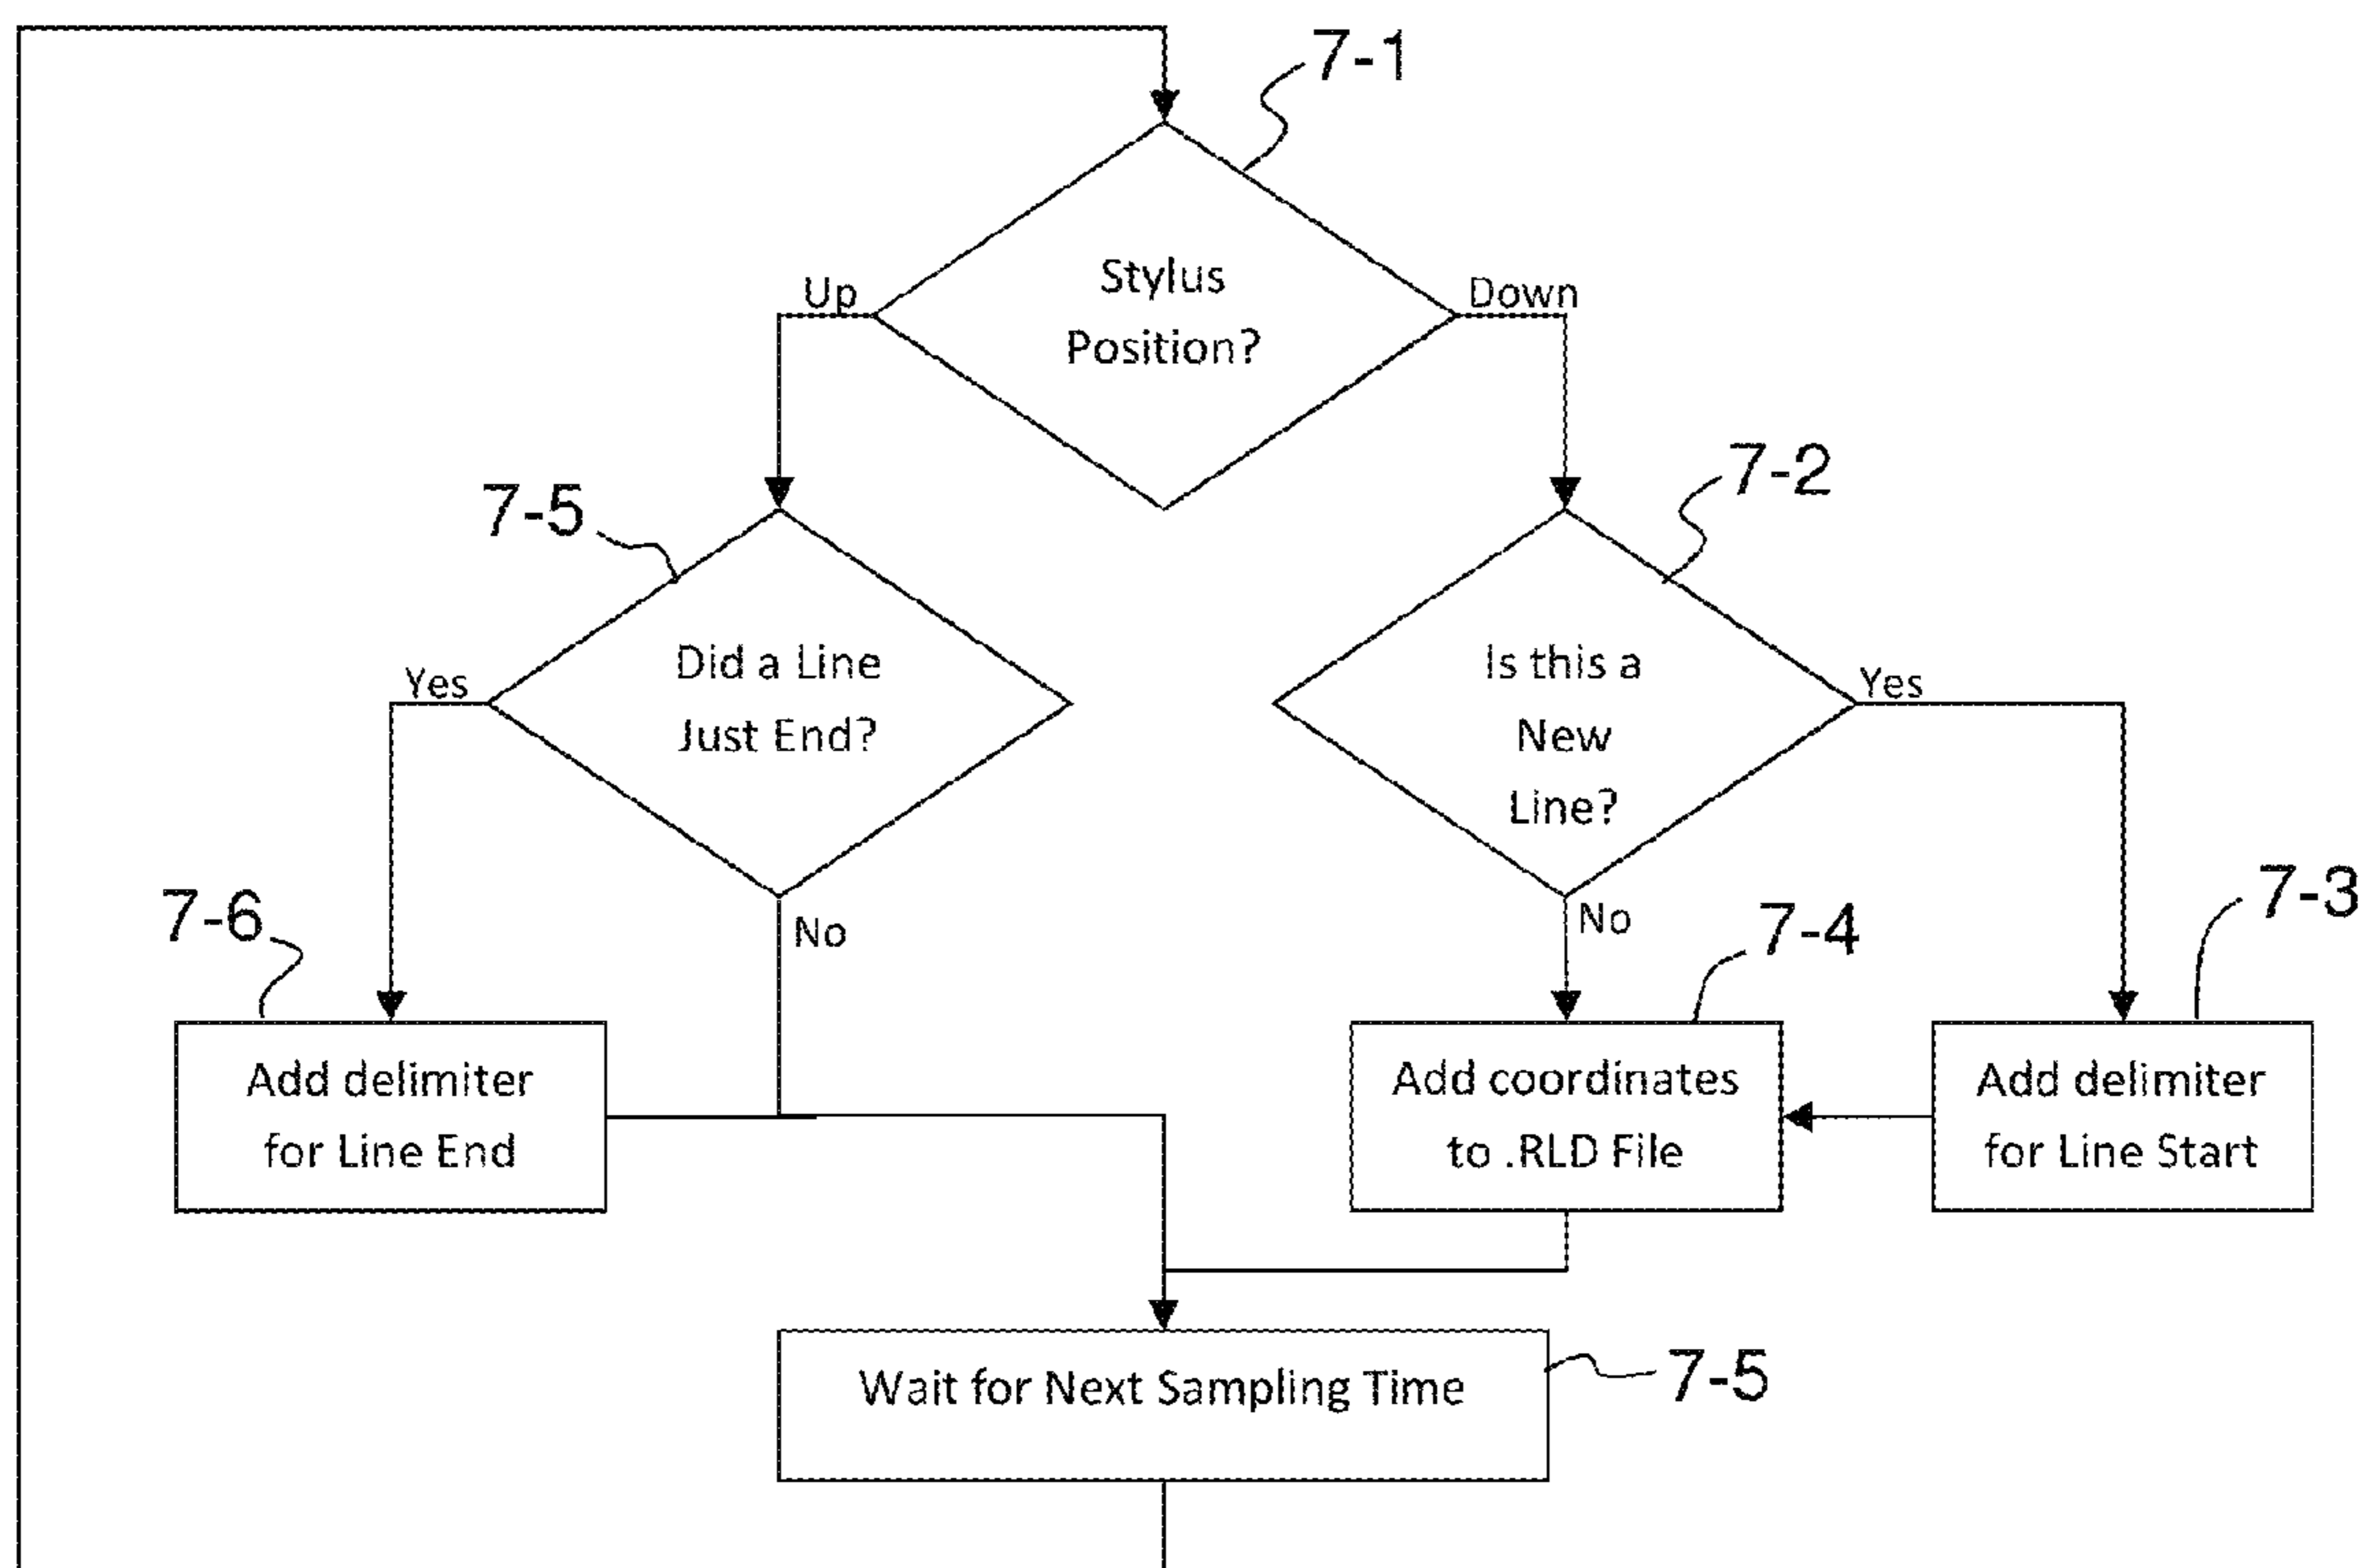 7-1
Stylus
Position?
Up
Down
7-5
7-2
Did a Line
Just End?
Yes
Is this a
New
Line?
Yes
No
No
7-6
7-4
7-3
Add delimiter
for Line End
Add coordinates
to .RLD File
Add delimiter
for Line Start
Wait for Next Sampling Time
7-5